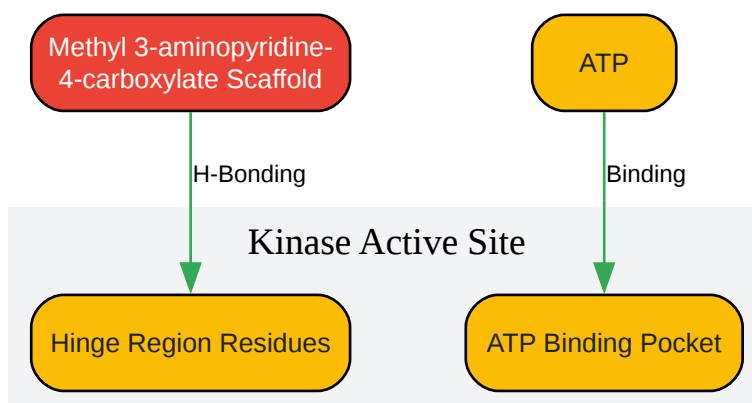 Methyl 3-aminopyridine-
4-carboxylate Scaffold
ATP
H-Bonding
Binding
Kinase Active Site
Hinge Region Residues
ATP Binding Pocket